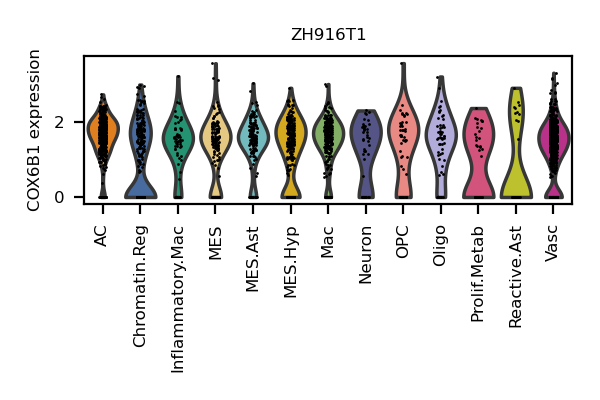 ZH916T1
COX6B1 expression
2
0
AC
Chromatin.Reg
Inflammatory.Mac
MES
MES.Ast
MES.Hyp
Mac
Neuron
OPC
Oligo
Prolif.Metab
Reactive.Ast
Vasc